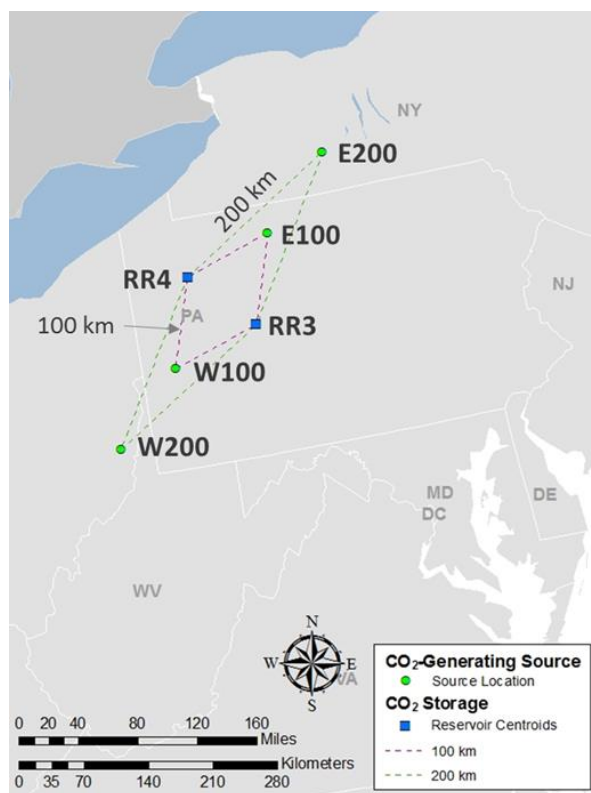 NY
E200
200 km
E100
RR4
NJ
PA
100 km
RR3
W100
W200
MD
DE
DC
WV
N
W E
S
VA
CO₂-Generating Source
Source Location
CO₂ Storage
Reservoir Centroids
100 km
200 km
0 20 40 80 120 160
Miles
Kilometers
0 35 70 140 210 280